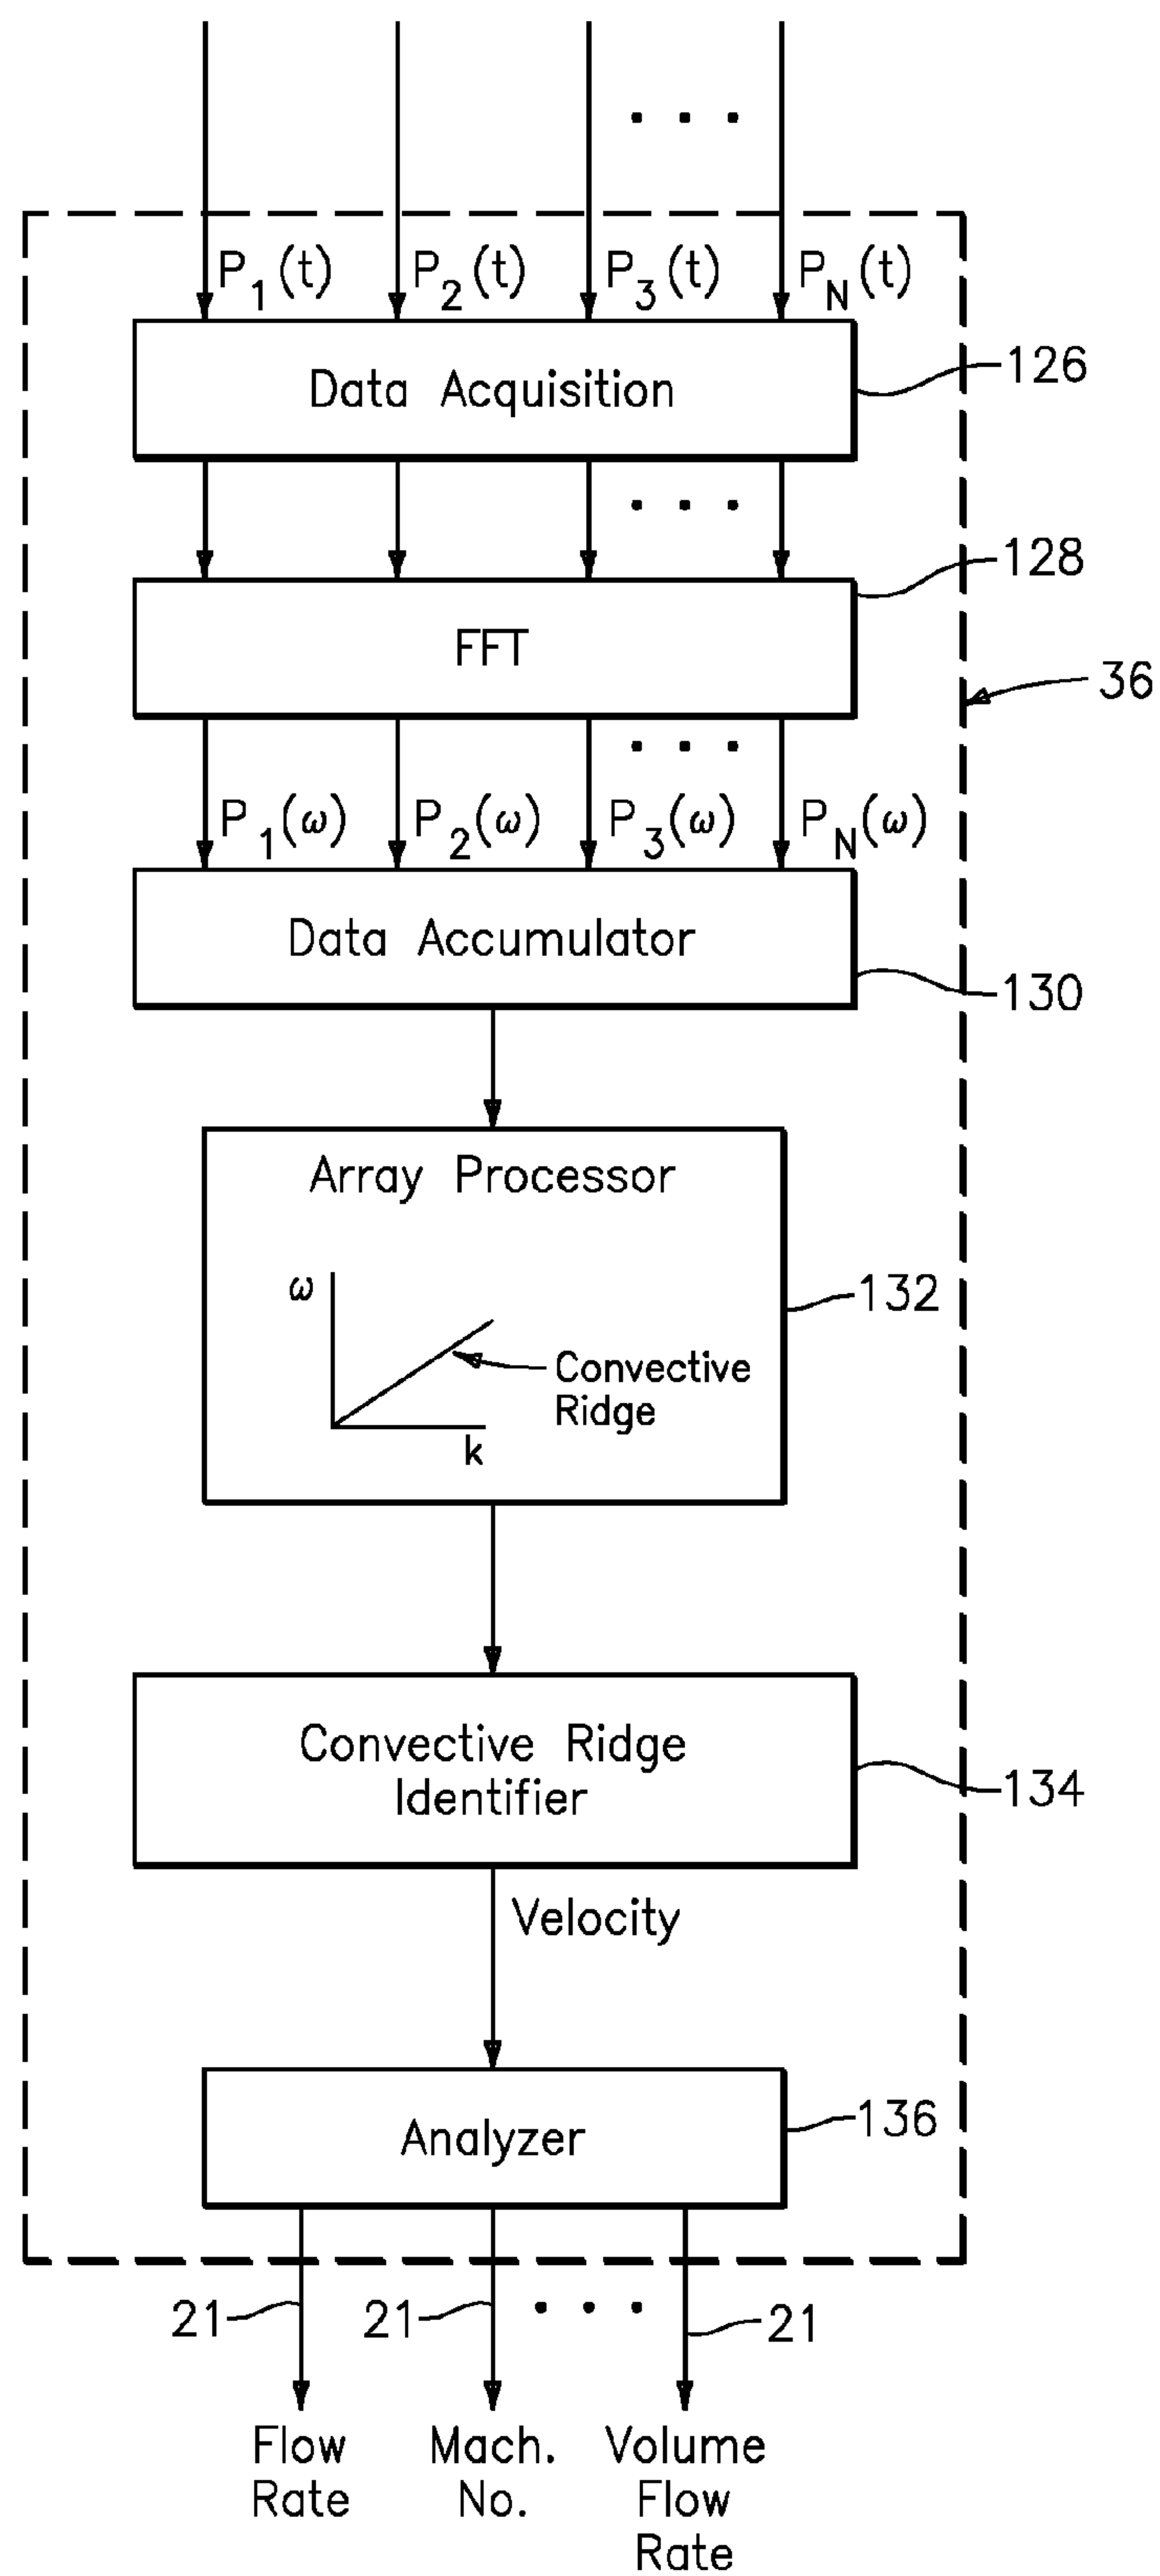 . . .
P1(t) P2(t) P3(t) PN(t)
Data Acquisition
126
. . .
128
FFT
36
. . .
P1(ω) P2(ω) P3(ω) PN(ω)
Data Accumulator
130
Array Processor
ω
132
Convective
Ridge
k
Convective Ridge
Identifier
134
Velocity
136
Analyzer
21 21 . . . 21
Flow
Rate
Mach.
No.
Volume
Flow
Rate